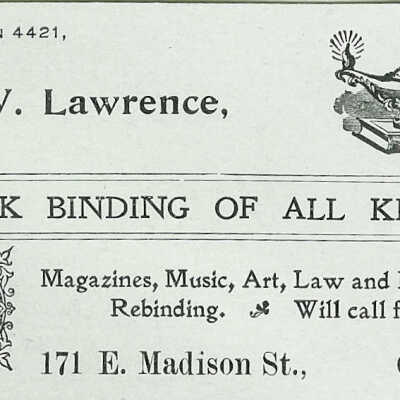 4421,
Lawrence,
K BINDING OF ALL KI
Magazines, Music, Art, Law and
Rebinding. Will call f
171 E. Madison St.,